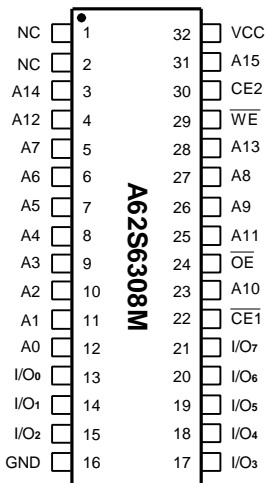 NC 1 32 VCC
NC 2 31 A15
A14 3 30 CE2
A12 4 29 W̅E̅
A7 5 28 A13
A6 6 27 A8
A5 7 26 A9
A4 8 25 A11
A3 9 24 O̅E̅
A2 10 23 A10
A1 11 22 C̅E̅1̅
A0 12 21 I/O₇
I/O₀ 13 20 I/O₆
I/O₁ 14 19 I/O₅
I/O₂ 15 18 I/O₄
GND 16 17 I/O₃
A62S6308M